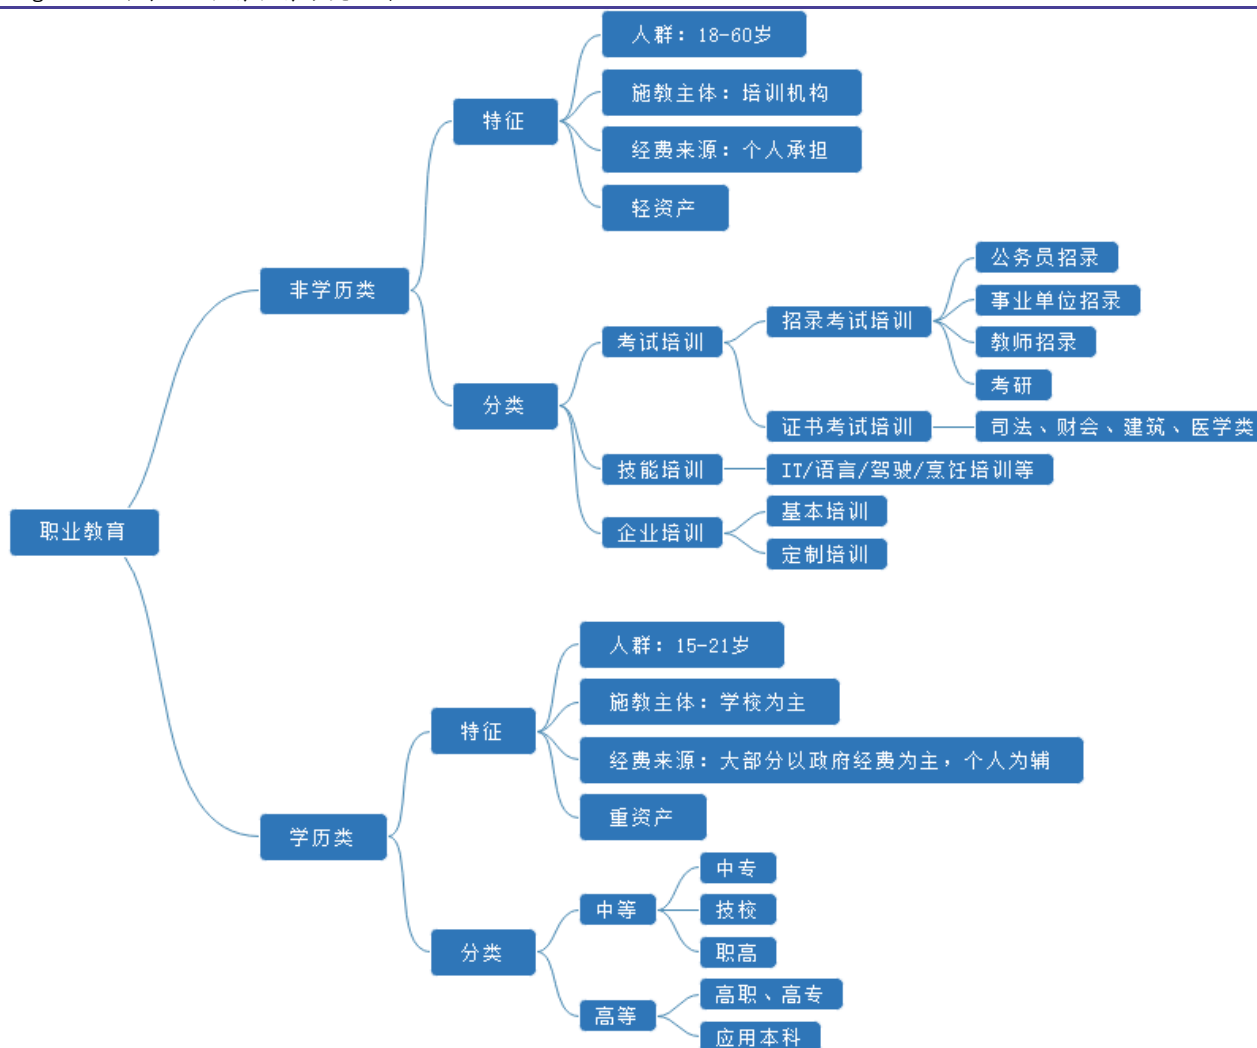 人群：18-60岁
施教主体：培训机构
特征
经费来源：个人承担
轻资产
公务员招录
非学历类
事业单位招录
招录考试培训
考试培训
教师招录
考研
分类
证书考试培训
司法、财会、建筑、医学类
技能培训
IT/语言/驾驶/烹饪培训等
基本培训
职业教育
企业培训
定制培训
人群：15-21岁
施教主体：学校为主
特征
经费来源：大部分以政府经费为主，个人为辅
重资产
学历类
中专
中等
技校
分类
职高
高职、高专
高等
应用本科